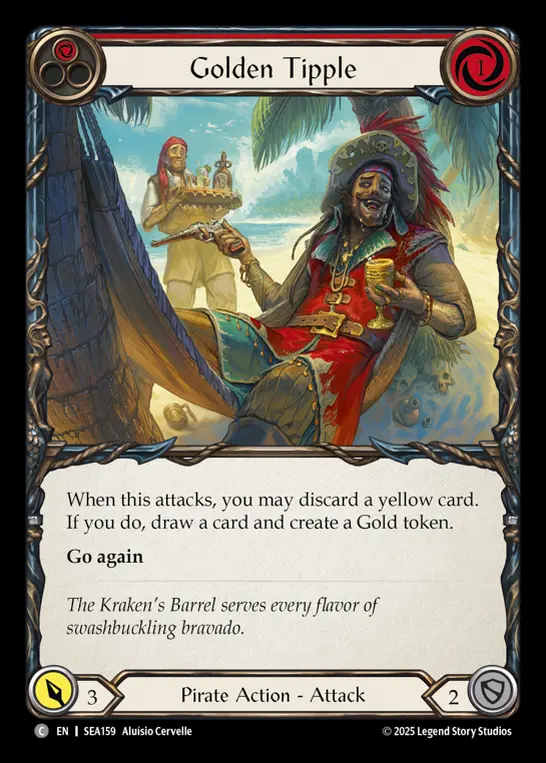 Golden Tipple
1
When this attacks, you may discard a yellow card.
If you do, draw a card and create a Gold token.
Go again
The Kraken's Barrel serves every flavor of
swashbuckling bravado.
3
Pirate Action - Attack
2
C EN | SEA159 Aluisio Cervelle
© 2025 Legend Story Studios